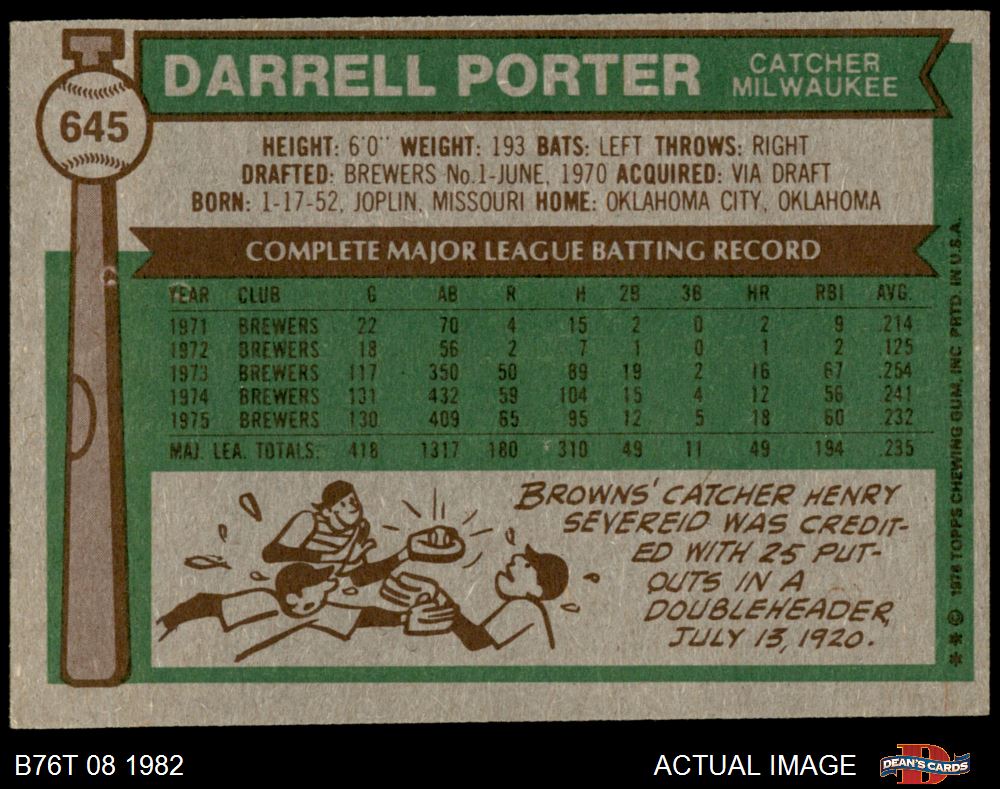 645
DARRELL PORTER
CATCHER
MILWAUKEE
HEIGHT: 6'0" WEIGHT: 193 BATS: LEFT THROWS: RIGHT
DRAFTED: BREWERS No.1-JUNE, 1970 ACQUIRED: VIA DRAFT
BORN: 1-17-52, JOPLIN, MISSOURI HOME: OKLAHOMA CITY, OKLAHOMA
COMPLETE MAJOR LEAGUE BATTING RECORD
YEAR CLUB G AB R H 2B 3B HR RBI AVG.
1971 BREWERS 22 70 4 15 2 0 2 9 .214
1972 BREWERS 18 56 2 7 1 0 1 2 .125
1973 BREWERS 117 350 50 89 19 2 16 67 .254
1974 BREWERS 131 432 59 104 15 4 12 56 .241
1975 BREWERS 130 409 65 95 12 5 18 60 .232
MAJ. LEA. TOTALS: 418 1317 180 310 49 11 49 194 .235
BROWNS' CATCHER HENRY
SEVEREID WAS CREDIT-
ED WITH 25 PUT-
OUTS IN A
DOUBLEHEADER,
JULY 13, 1920.
** © 1976 TOPPS CHEWING GUM, INC. PRTD. IN U.S.A.
B76T 08 1982
ACTUAL IMAGE
DEAN'S CARDS